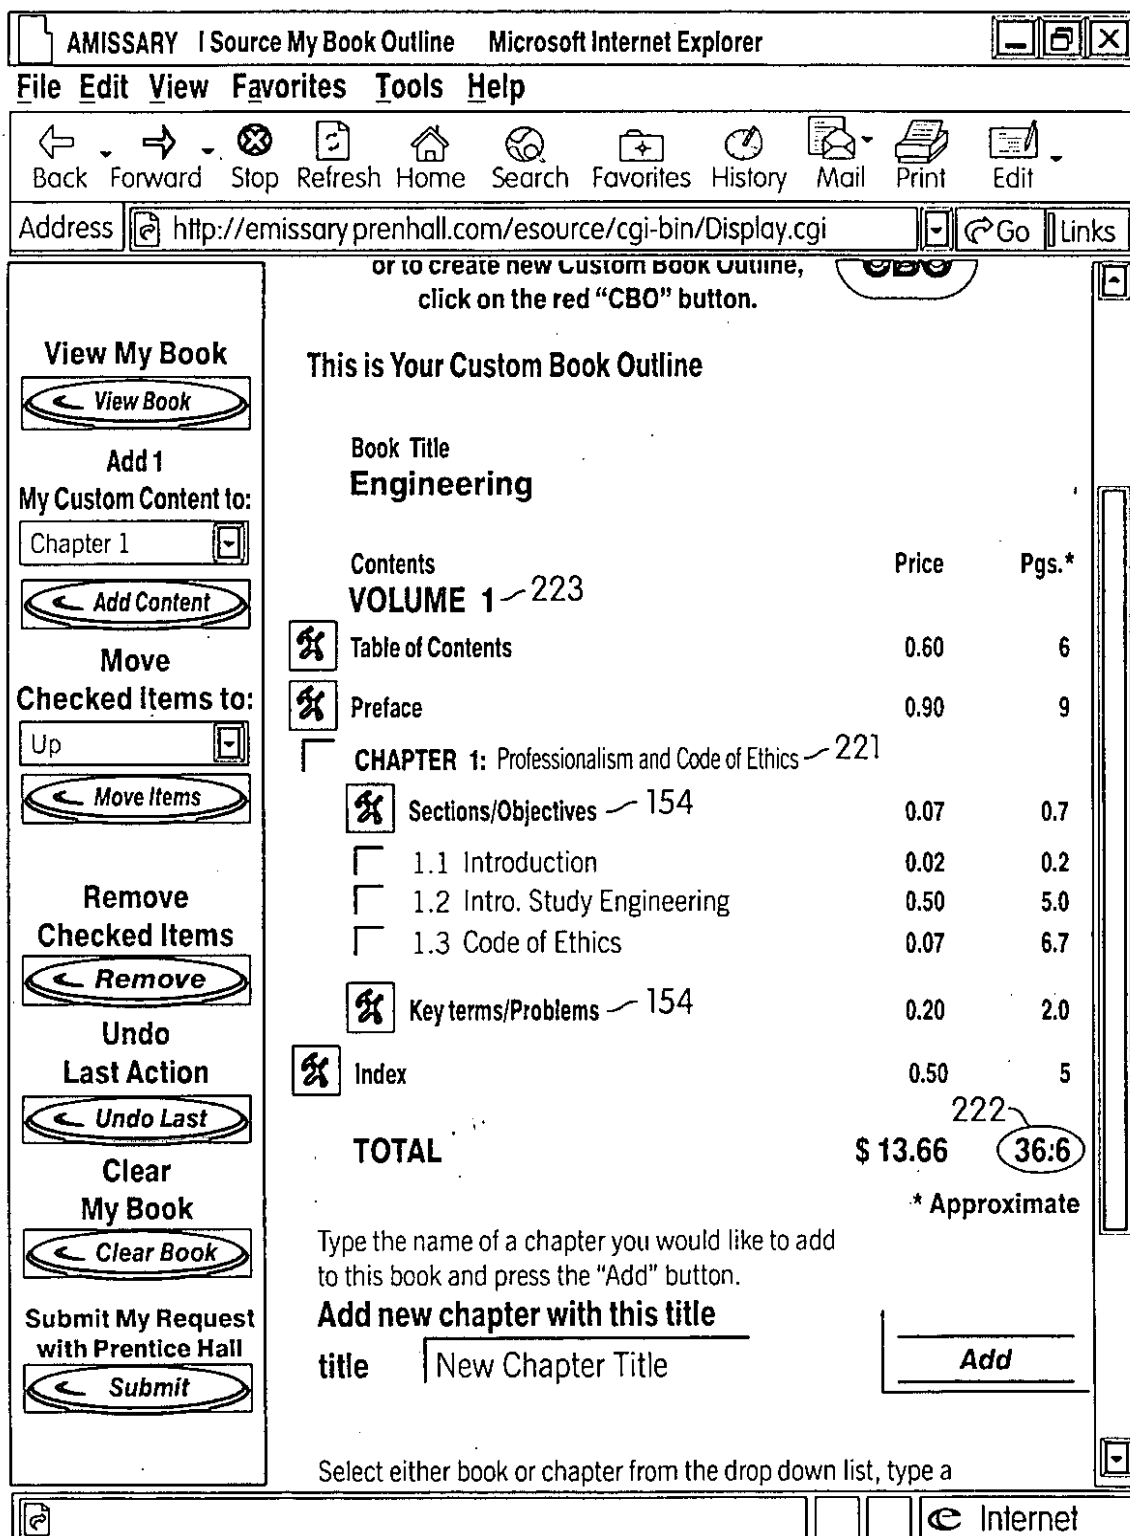 AMISSARY I Source My Book Outline Microsoft Internet Explorer
File Edit View Favorites Tools Help
Back Forward Stop Refresh Home Search Favorites History Mail Print Edit
Address http://emissary prenhall.com/esource/cgi-bin/Display.cgi Go Links
or to create new Custom Book Outline,
CBO
click on the red “CBO” button.
View My Book
View Book
Add 1
My Custom Content to:
Chapter 1
Add Content
Move
Checked Items to:
Up
Move Items
Remove
Checked Items
Remove
Undo
Last Action
Undo Last
Clear
My Book
Clear Book
Submit My Request
with Prentice Hall
Submit
This is Your Custom Book Outline
Book Title
Engineering
Contents Price Pgs.*
VOLUME 1 223
Table of Contents 0.60 6
Preface 0.90 9
CHAPTER 1: Professionalism and Code of Ethics 221
Sections/Objectives 154 0.07 0.7
1.1 Introduction 0.02 0.2
1.2 Intro. Study Engineering 0.50 5.0
1.3 Code of Ethics 0.07 6.7
Key terms/Problems 154 0.20 2.0
Index 0.50 5
222
TOTAL $ 13.66 36:6
* Approximate
Type the name of a chapter you would like to add
to this book and press the “Add” button.
Add new chapter with this title
title New Chapter Title Add
Select either book or chapter from the drop down list, type a
Internet